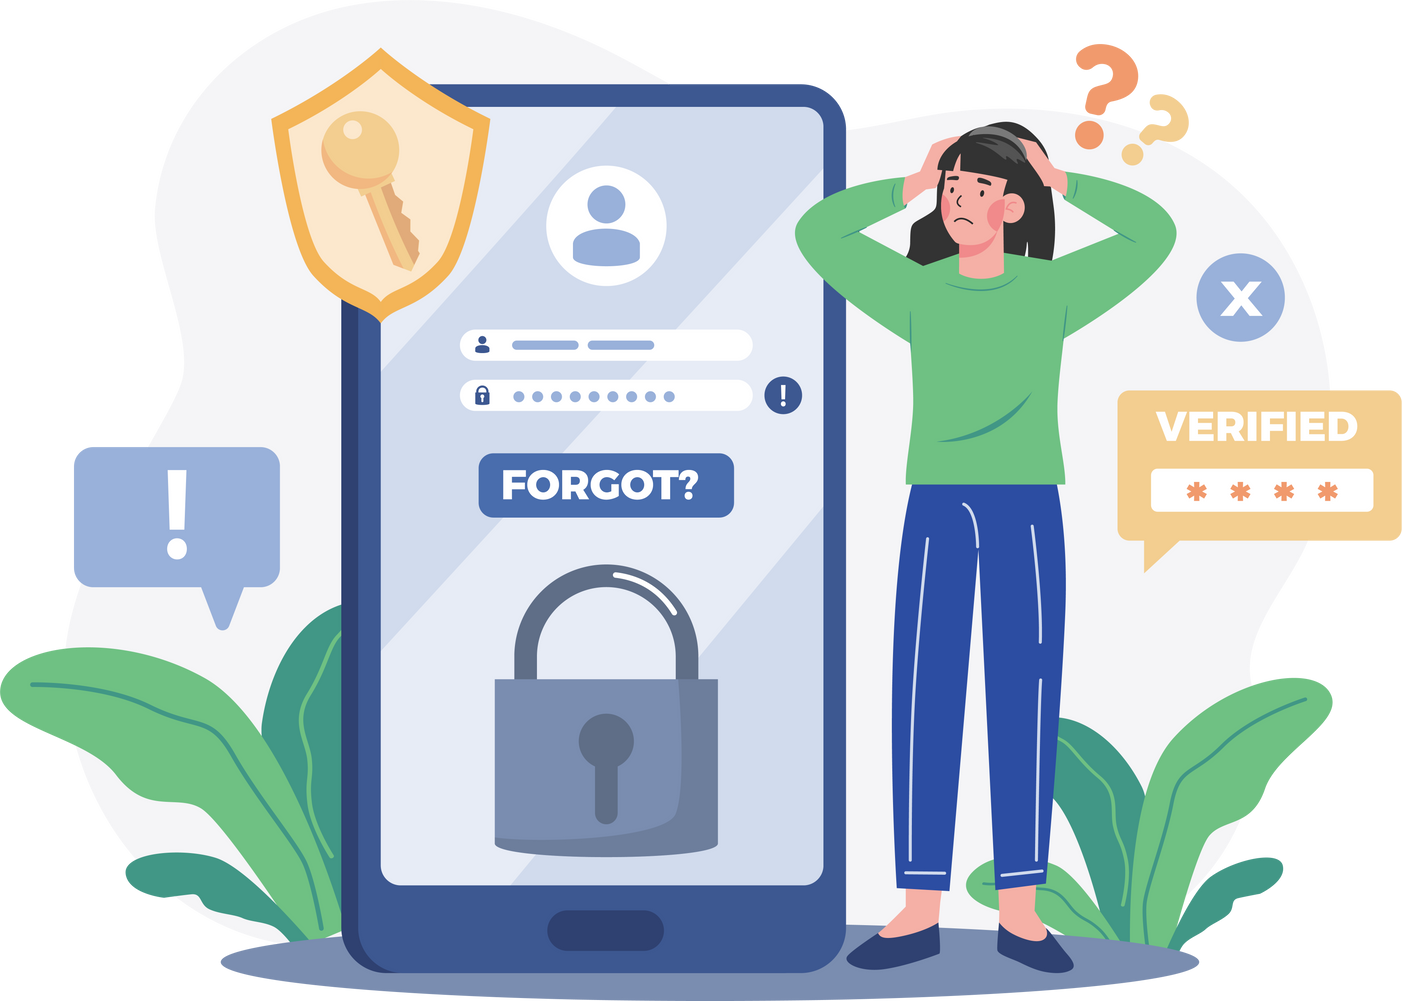 FORGOT?
!
!
X
VERIFIED
* * * *
? ?